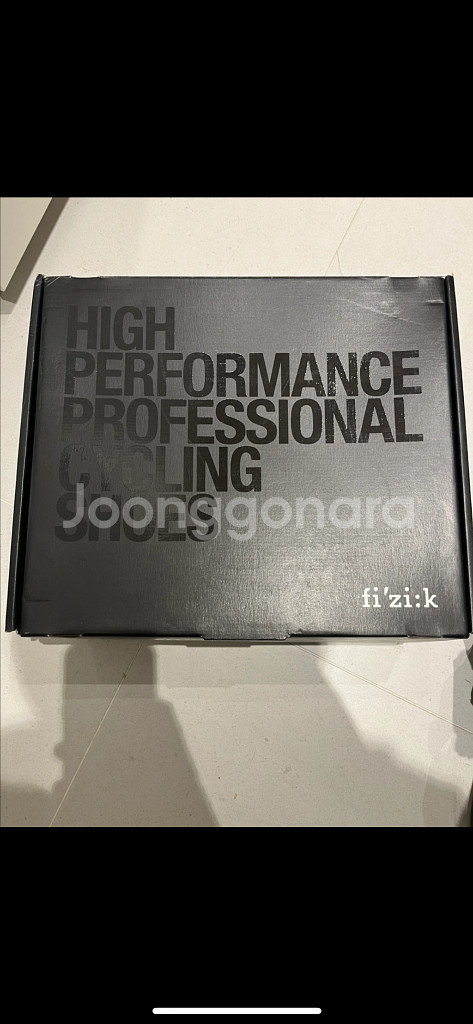 HIGH
PERFORMANCE
PROFESSIONAL
CYCLING
SHOES
Joonggonara
fi'zi:k